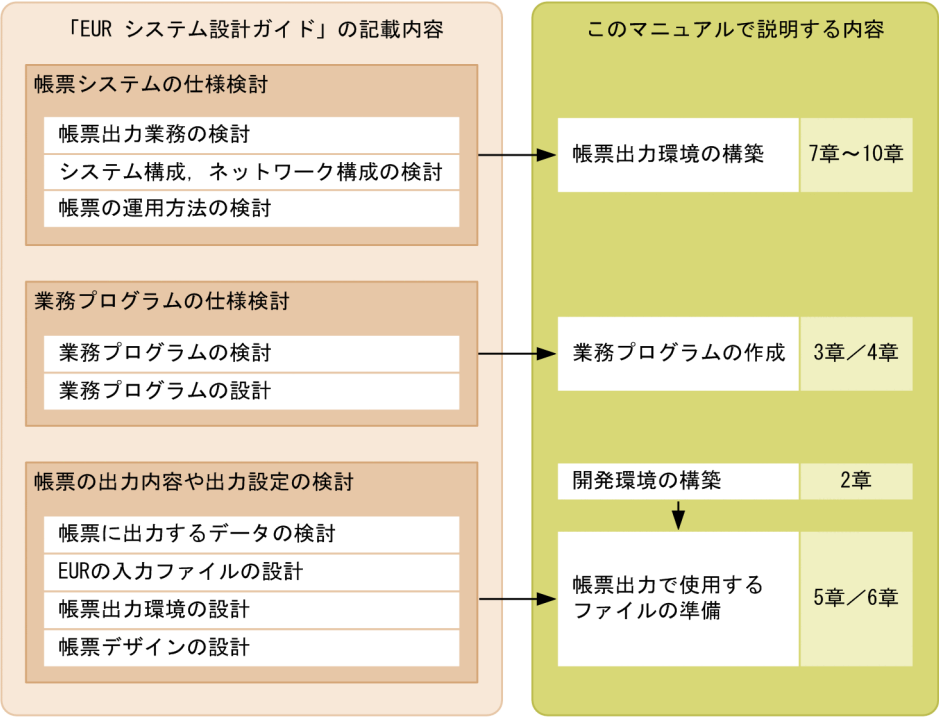 「EUR システム設計ガイド」の記載内容
帳票システムの仕様検討
帳票出力業務の検討
システム構成，ネットワーク構成の検討
帳票の運用方法の検討
業務プログラムの仕様検討
業務プログラムの検討
業務プログラムの設計
帳票の出力内容や出力設定の検討
帳票に出力するデータの検討
EURの入力ファイルの設計
帳票出力環境の設計
帳票デザインの設計
このマニュアルで説明する内容
帳票出力環境の構築
7章～10章
業務プログラムの作成
3章／4章
開発環境の構築
2章
帳票出力で使用する
ファイルの準備
5章／6章